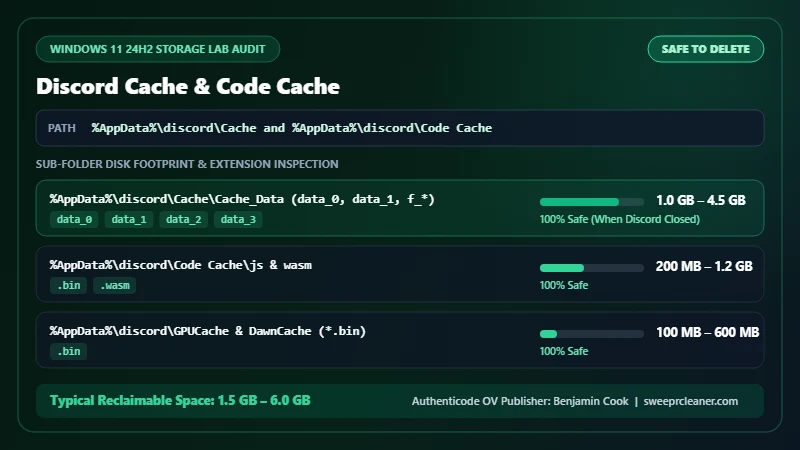 WINDOWS 11 24H2 STORAGE LAB AUDIT
SAFE TO DELETE
Discord Cache & Code Cache
PATH %AppData%\discord\Cache and %AppData%\discord\Code Cache
SUB-FOLDER DISK FOOTPRINT & EXTENSION INSPECTION
%AppData%\discord\Cache\Cache_Data (data_0, data_1, f_*)
1.0 GB – 4.5 GB
data_0 data_1 data_2 data_3
100% Safe (When Discord Closed)
%AppData%\discord\Code Cache\js & wasm
200 MB – 1.2 GB
.bin .wasm
100% Safe
%AppData%\discord\GPUCache & DawnCache (*.bin)
100 MB – 600 MB
.bin
100% Safe
Typical Reclaimable Space: 1.5 GB – 6.0 GB
Authenticode OV Publisher: Benjamin Cook | sweeprcleaner.com